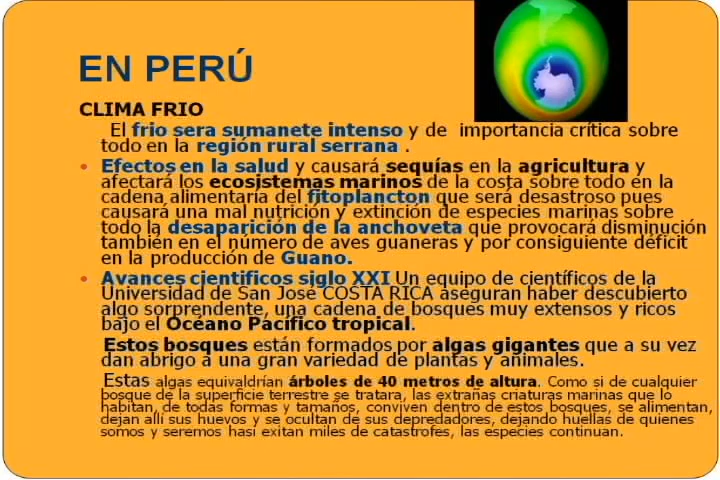 EN PERÚ
CLIMA FRIO
El frio sera sumanete intenso y de importancia crítica sobre
todo en la región rural serrana .
• Efectos en la salud y causará sequías en la agricultura y
afectará los ecosistemas marinos de la costa sobre todo en la
cadena alimentaría del fitoplancton que será desastroso pues
causará una mal nutrición y extinción de especies marinas sobre
todo la desaparición de la anchoveta que provocará disminución
también en el número de aves guaneras y por consiguiente déficit
en la producción de Guano.
• Avances cientificos siglo XXI Un equipo de científicos de la
Universidad de San José COSTA RICA aseguran haber descubierto
algo sorprendente, una cadena de bosques muy extensos y ricos
bajo el Océano Pacífico tropical.
Estos bosques están formados por algas gigantes que a su vez
dan abrigo a una gran variedad de plantas y animales.
Estas algas equivaldrían árboles de 40 metros de altura. Como si de cualquier
bosque de la superficie terrestre se tratara, las extrañas criaturas marinas que lo
habitan, de todas formas y tamaños, conviven dentro de estos bosques, se alimentan,
dejan allí sus huevos y se ocultan de sus depredadores, dejando huellas de quienes
somos y seremos hasi exitan miles de catastrofes, las especies continuan.